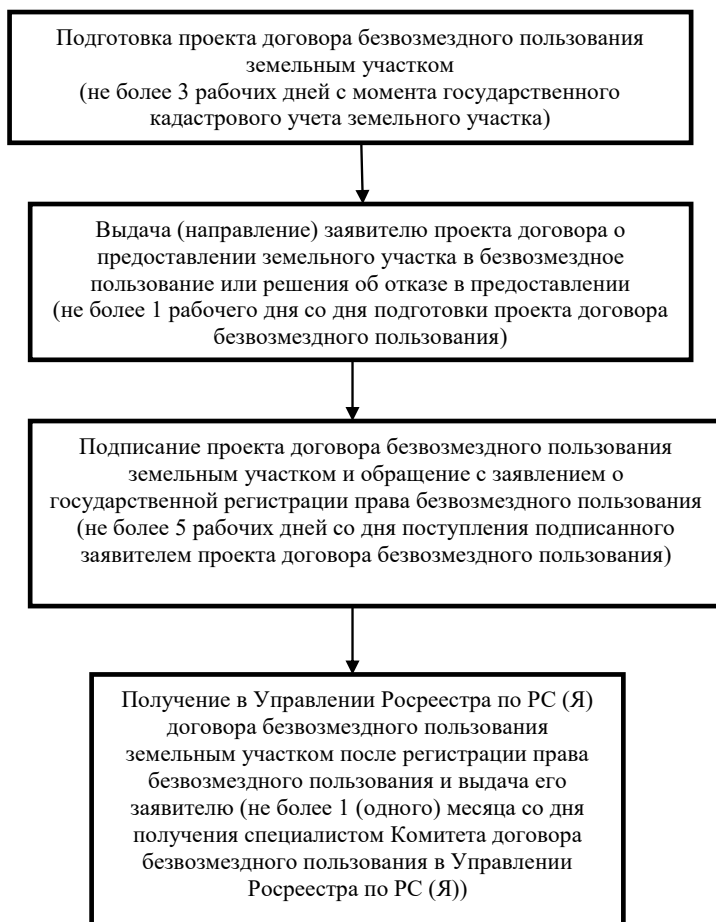 Подготовка проекта договора безвозмездного пользования
земельным участком
(не более 3 рабочих дней с момента государственного
кадастрового учета земельного участка)
Выдача (направление) заявителю проекта договора о
предоставлении земельного участка в безвозмездное
пользование или решения об отказе в предоставлении
(не более 1 рабочего дня со дня подготовки проекта договора
безвозмездного пользования)
Подписание проекта договора безвозмездного пользования
земельным участком и обращение с заявлением о
государственной регистрации права безвозмездного пользования
(не более 5 рабочих дней со дня поступления подписанного
заявителем проекта договора безвозмездного пользования)
Получение в Управлении Росреестра по РС (Я)
договора безвозмездного пользования
земельным участком после регистрации права
безвозмездного пользования и выдача его
заявителю (не более 1 (одного) месяца со дня
получения специалистом Комитета договора
безвозмездного пользования в Управлении
Росреестра по РС (Я))